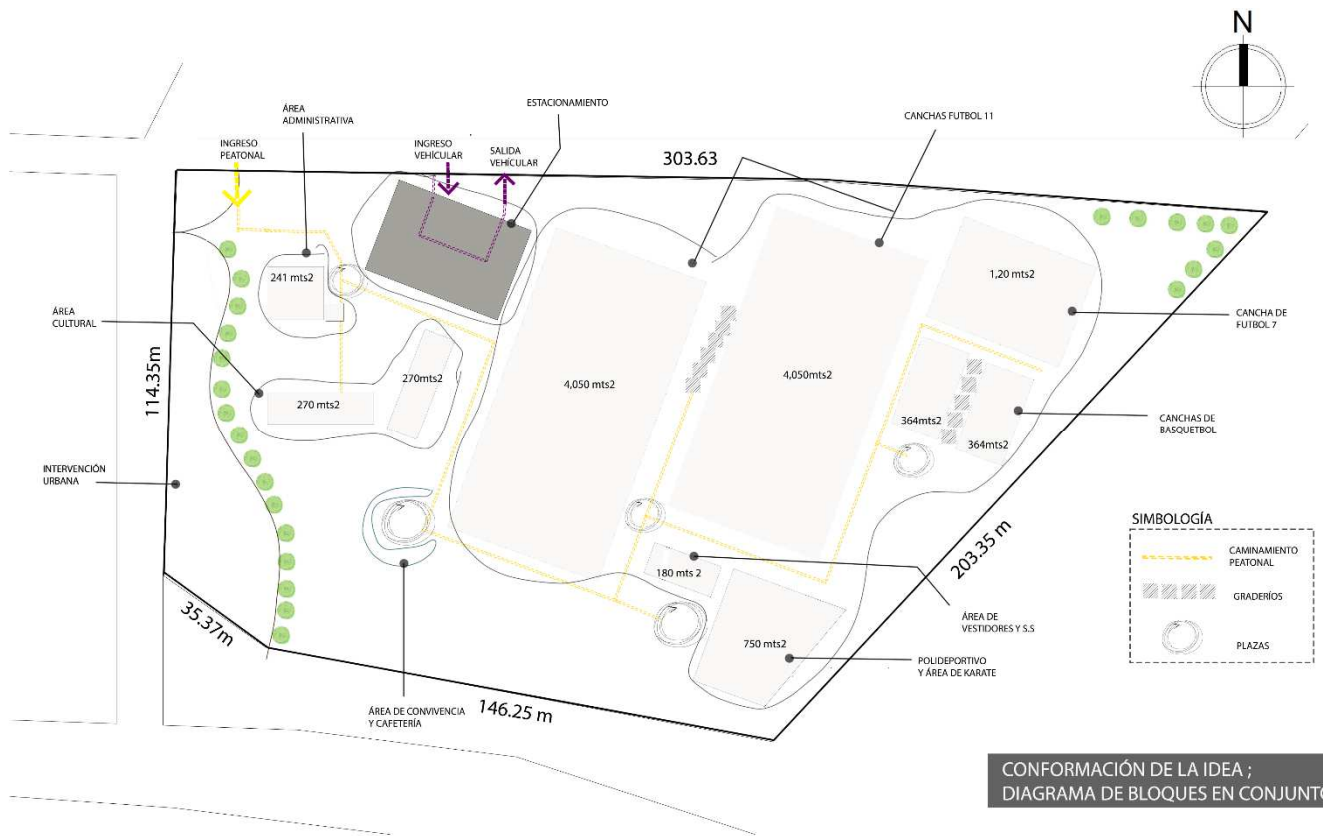 N
ÁREA
ADMINISTRATIVA
ESTACIONAMIENTO
CANCHAS FUTBOL 11
INGRESO
PEATONAL
INGRESO
VEHÍCULAR
SALIDA
VEHÍCULAR
303.63
241 mts2
1,20 mts2
ÁREA
CULTURAL
CANCHA DE
FUTBOL 7
270mts2
4,050 mts2
4,050mts2
114.35m
270 mts2
364mts2
364mts2
CANCHAS DE
BASQUETBOL
INTERVENCIÓN
URBANA
SIMBOLOGÍA
CAMINAMIENTO
PEATONAL
GRADERÍOS
PLAZAS
203.35 m
180 mts 2
35.37m
ÁREA DE
VESTIDORES Y S.S
750 mts2
POLIDEPORTIVO
Y ÁREA DE KARATE
ÁREA DE CONVIVENCIA
Y CAFETERÍA
146.25 m
CONFORMACIÓN DE LA IDEA ;
DIAGRAMA DE BLOQUES EN CONJUNTO